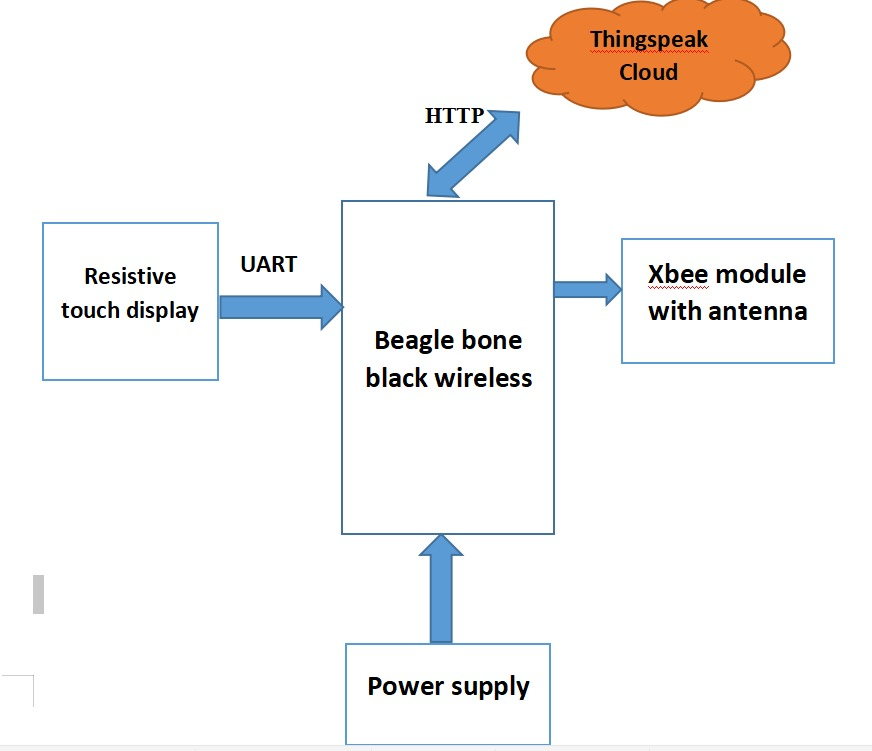 Thingspeak
Cloud
HTTP
Resistive
touch display
UART
Beagle bone
black wireless
Xbee module
with antenna
Power supply